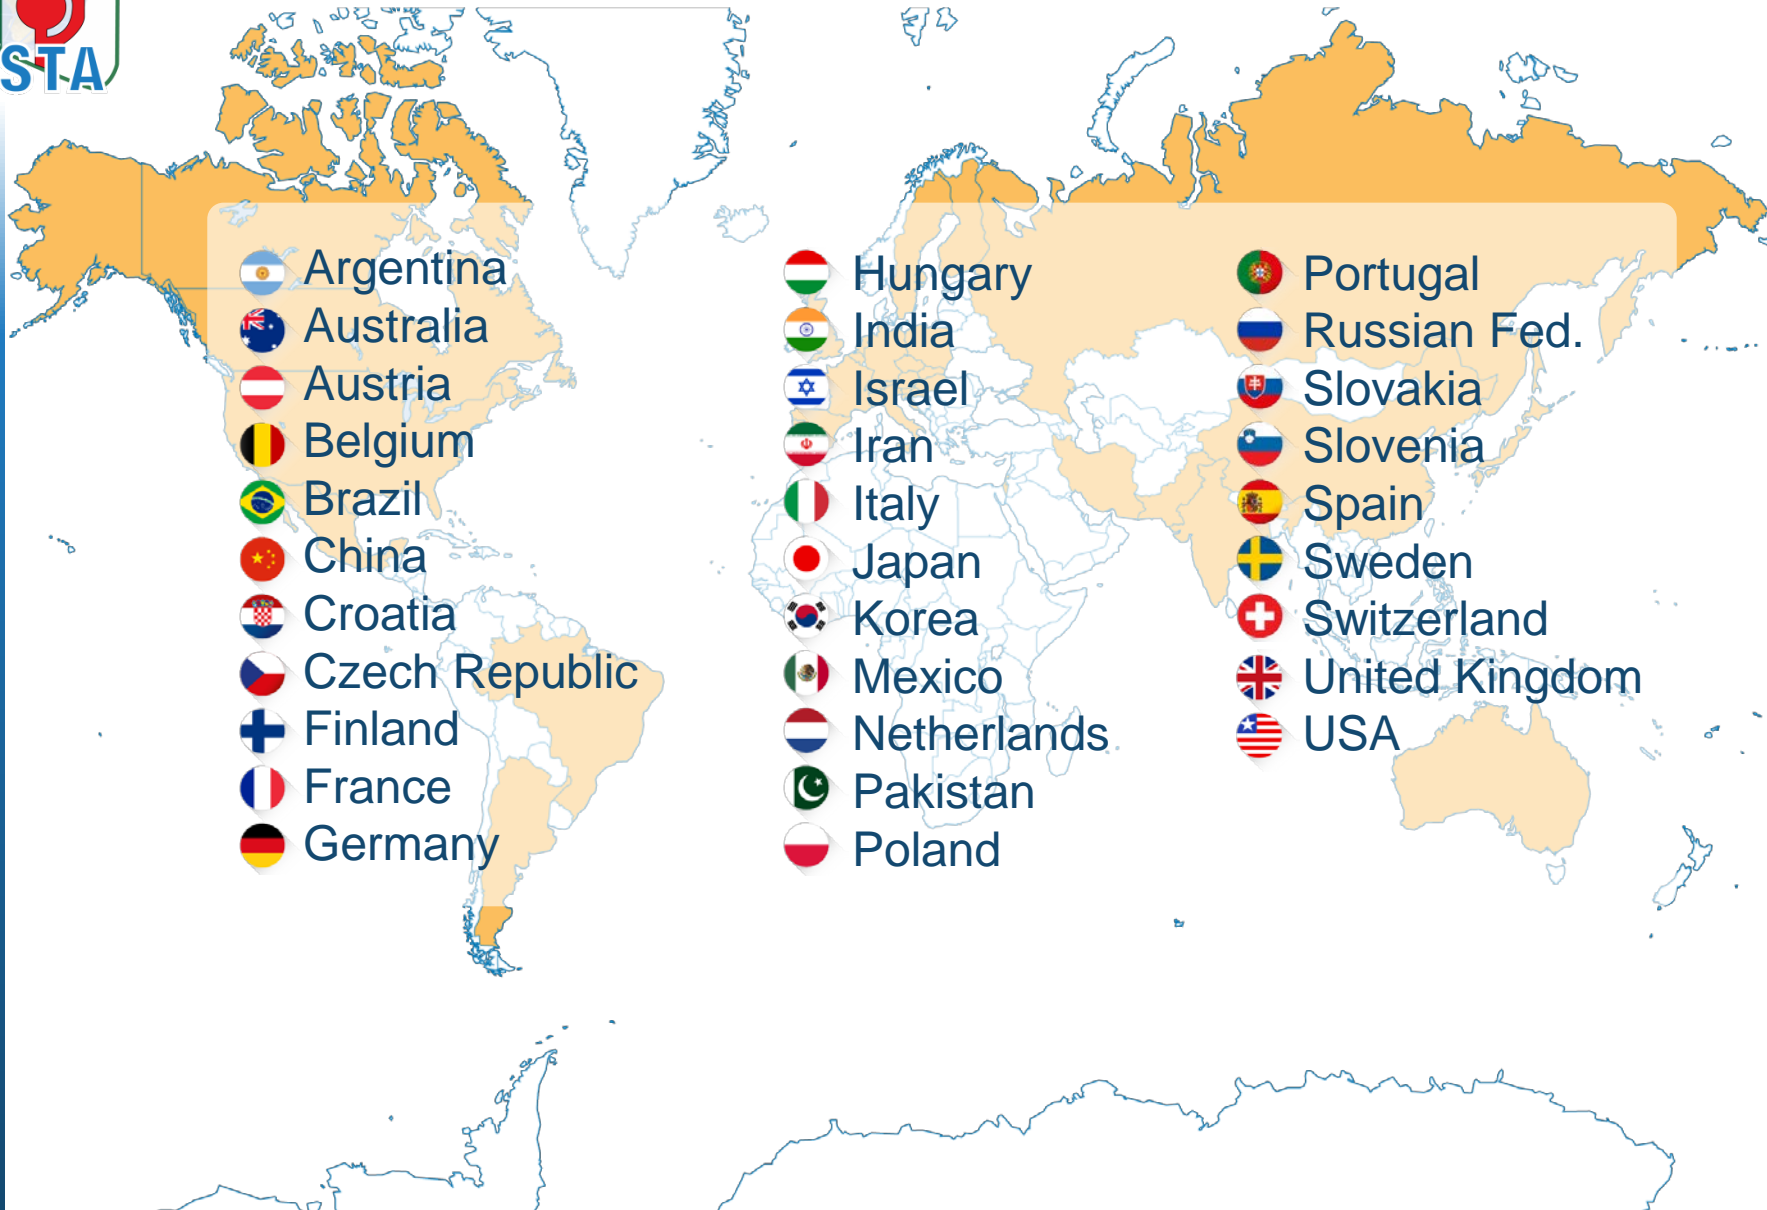 STA
Argentina
Australia
Austria
Belgium
Brazil
China
Croatia
Czech Republic
Finland
France
Germany
Hungary
India
Israel
Iran
Italy
Japan
Korea
Mexico
Netherlands
Pakistan
Poland
Portugal
Russian Fed.
Slovakia
Slovenia
Spain
Sweden
Switzerland
United Kingdom
USA